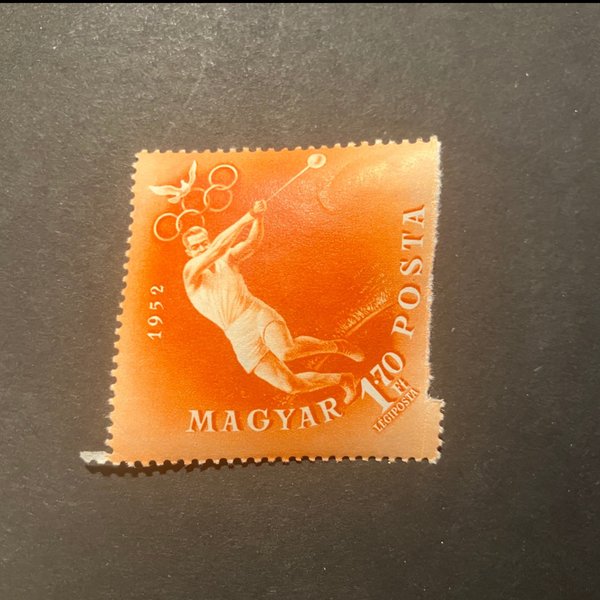 1952
MAGYAR
POSTA
1.70
Ft
LÉGIPOSTA